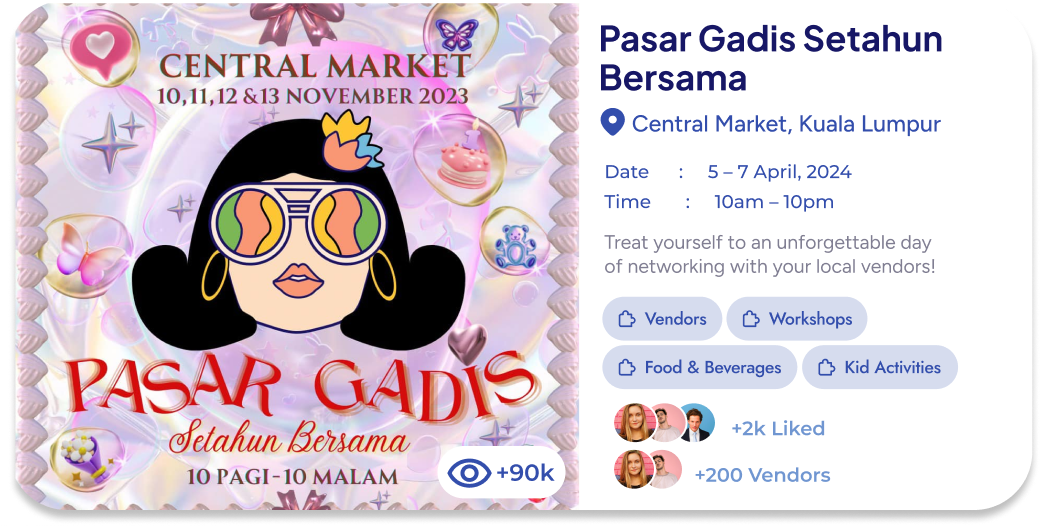 CENTRAL MARKET
10, 11, 12 & 13 NOVEMBER 2023
PASAR GADIS
Setahun Bersama
10 PAGI - 10 MALAM
+90k
Pasar Gadis Setahun
Bersama
Central Market, Kuala Lumpur
Date : 5 – 7 April, 2024
Time : 10am – 10pm
Treat yourself to an unforgettable day
of networking with your local vendors!
Vendors
Workshops
Food & Beverages
Kid Activities
+2k Liked
+200 Vendors